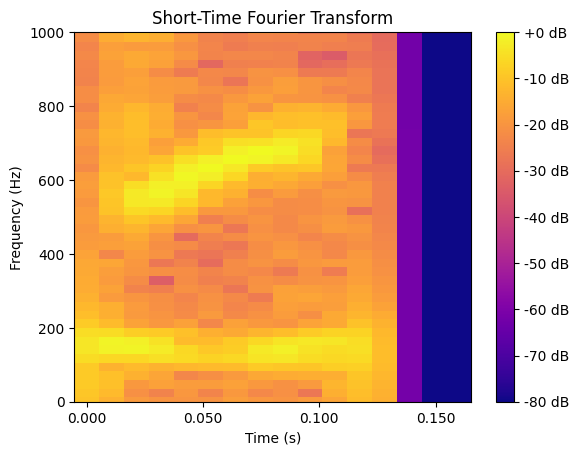 Short-Time Fourier Transform
Frequency (Hz)
1000
800
600
400
200
0
0.000
0.050
0.100
0.150
Time (s)
+0 dB
-10 dB
-20 dB
-30 dB
-40 dB
-50 dB
-60 dB
-70 dB
-80 dB